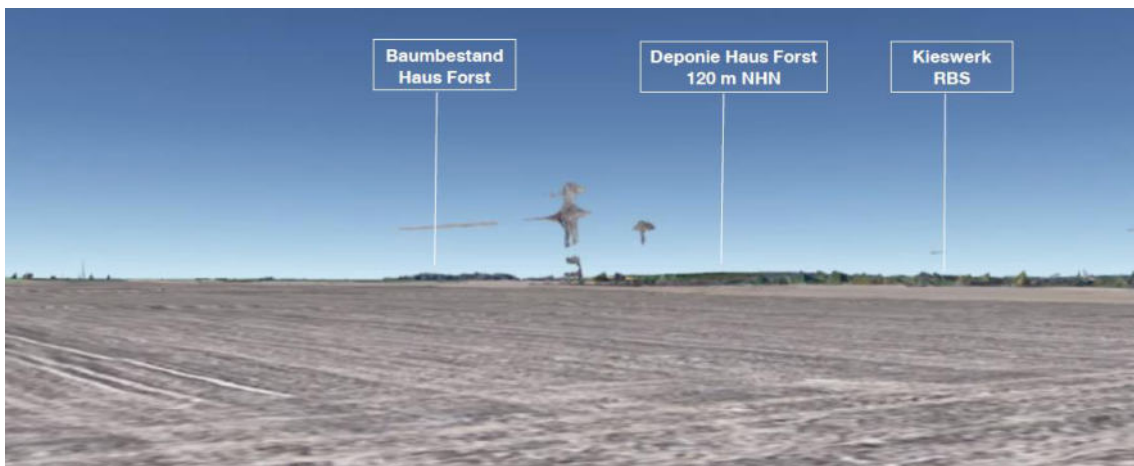 Baumbestand
Haus Forst
Deponie Haus Forst
120 m NHN
Kieswerk
RBS